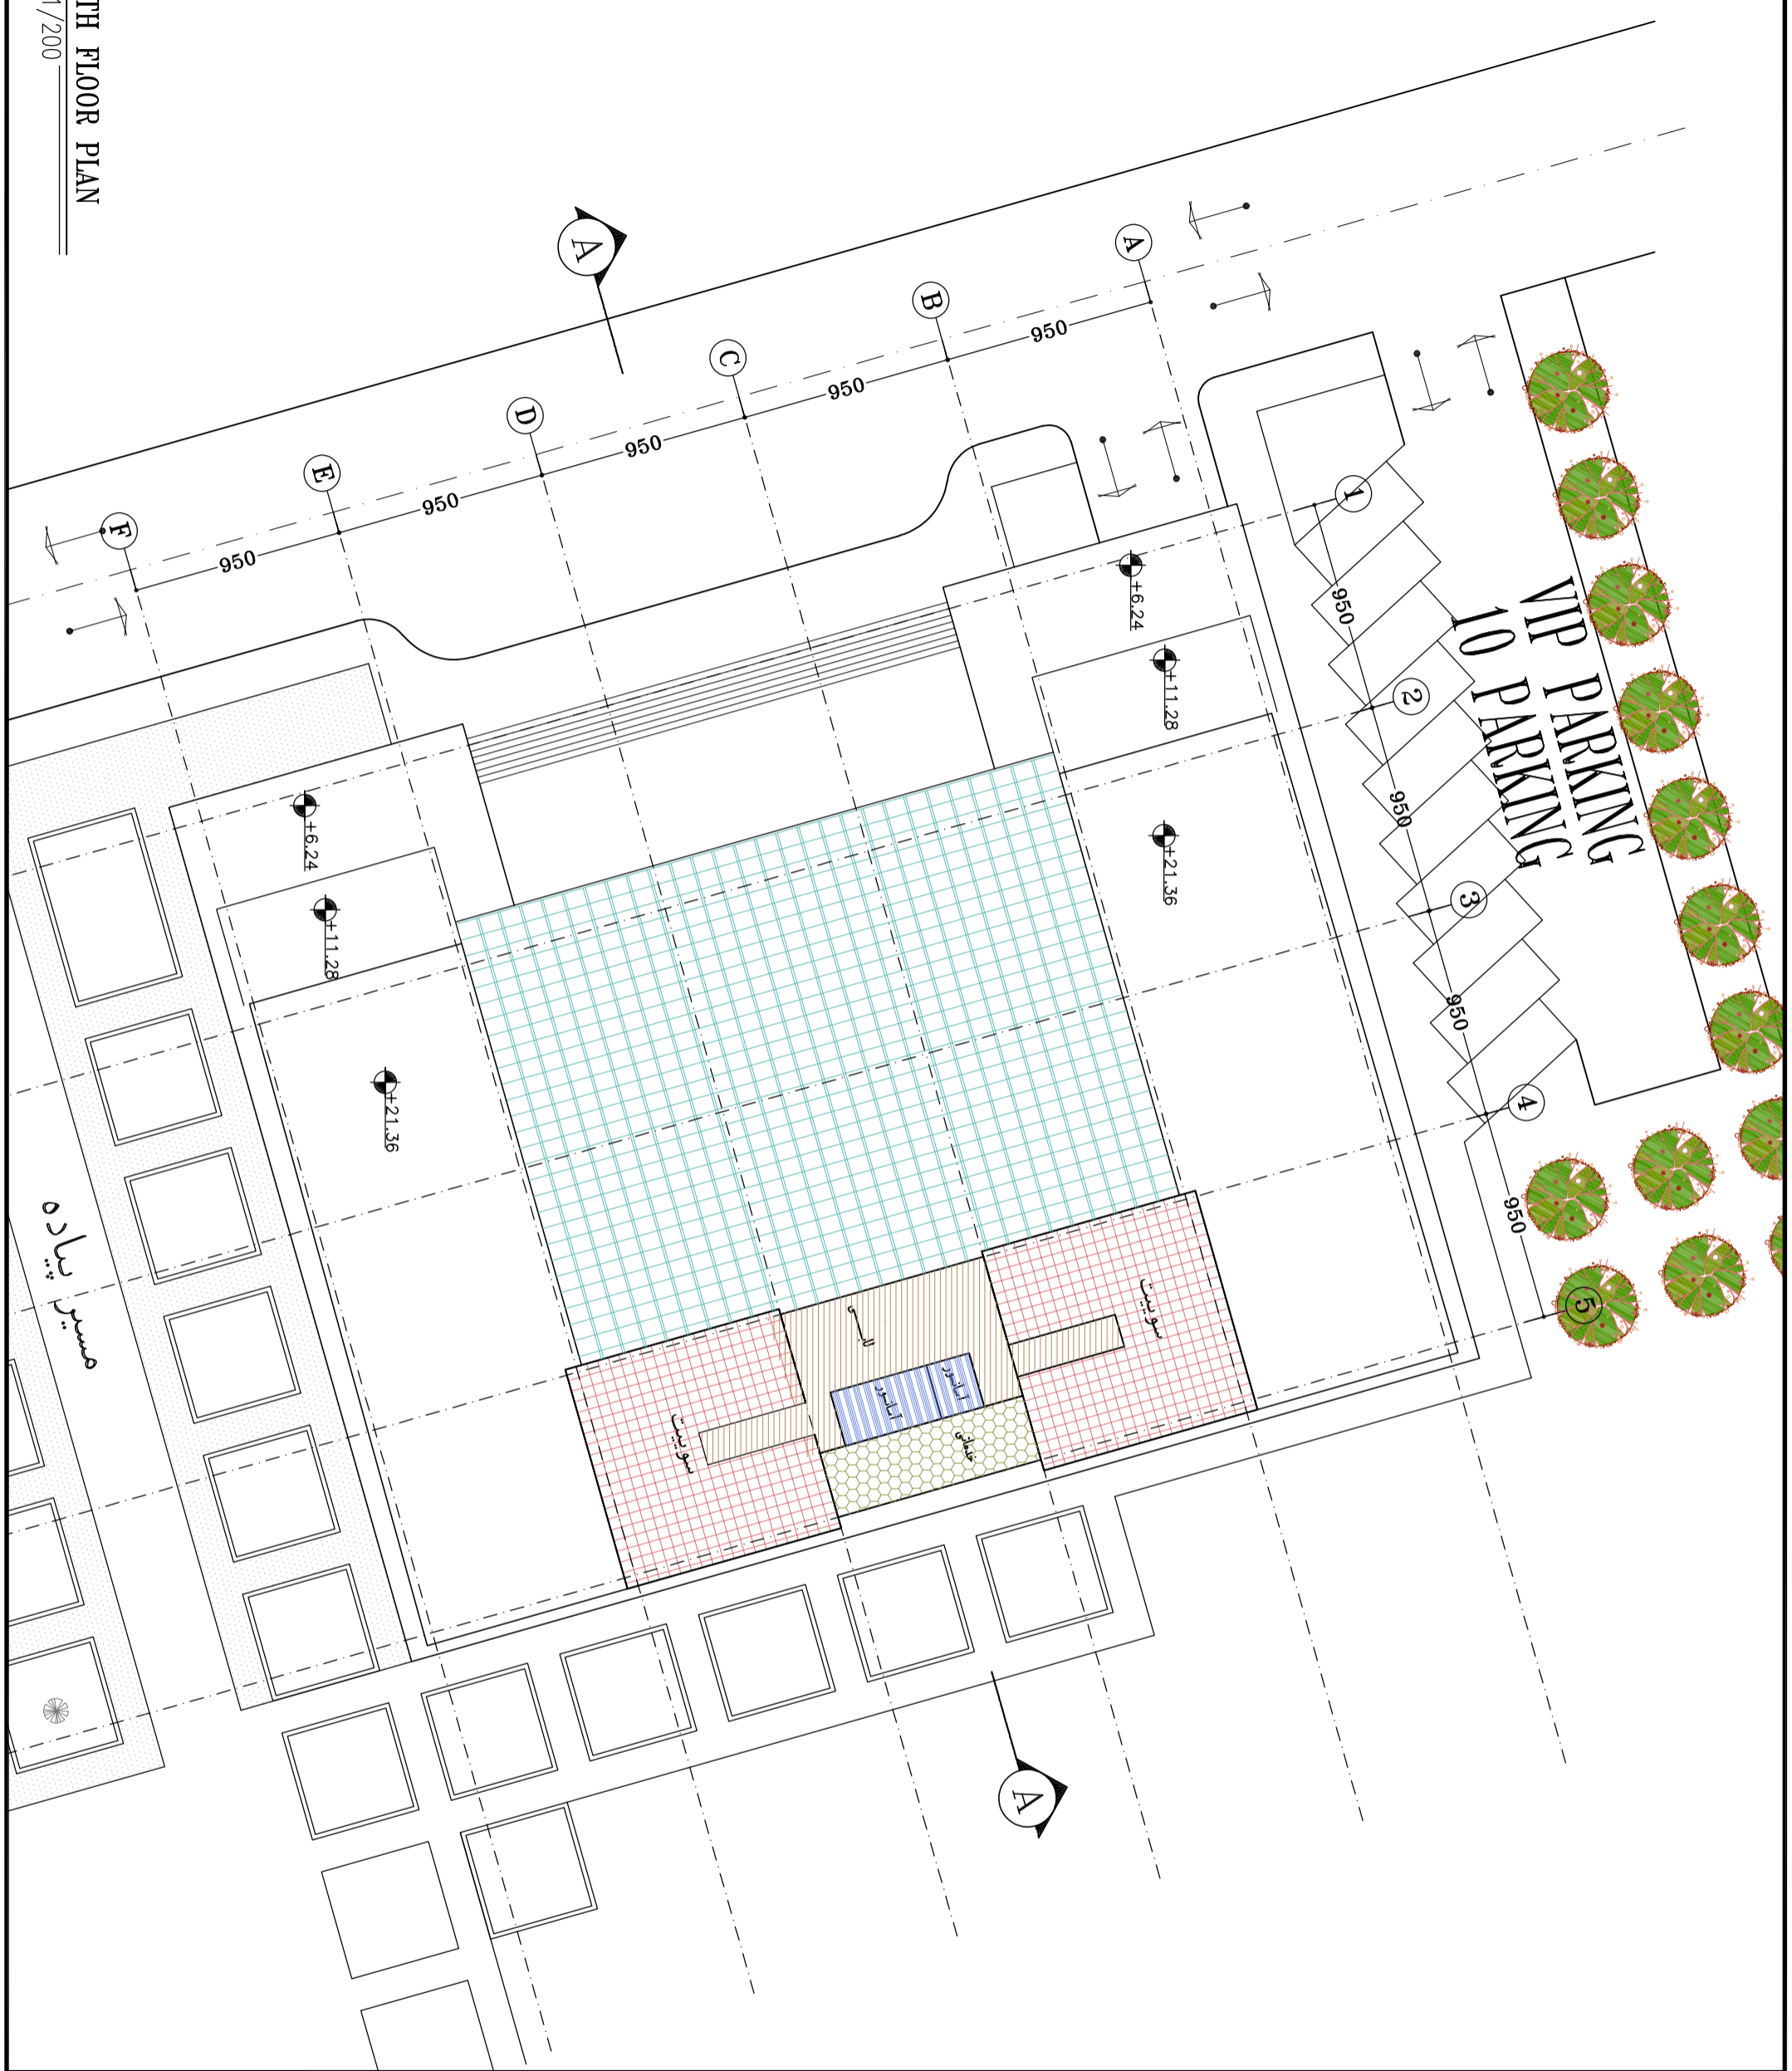 TH FLOOR PLAN
1/200
VIP PARKING
10 PARKING
A
B
C
D
E
F
950
950
950
950
950
1
2
3
4
5
950
950
950
950
A
A
+6.24
+11.28
+21.36
+6.24
+11.28
+21.36
سوییت
لابی
آسانسور
آسانسور
خدماتی
سوییت
مسیر پیاده